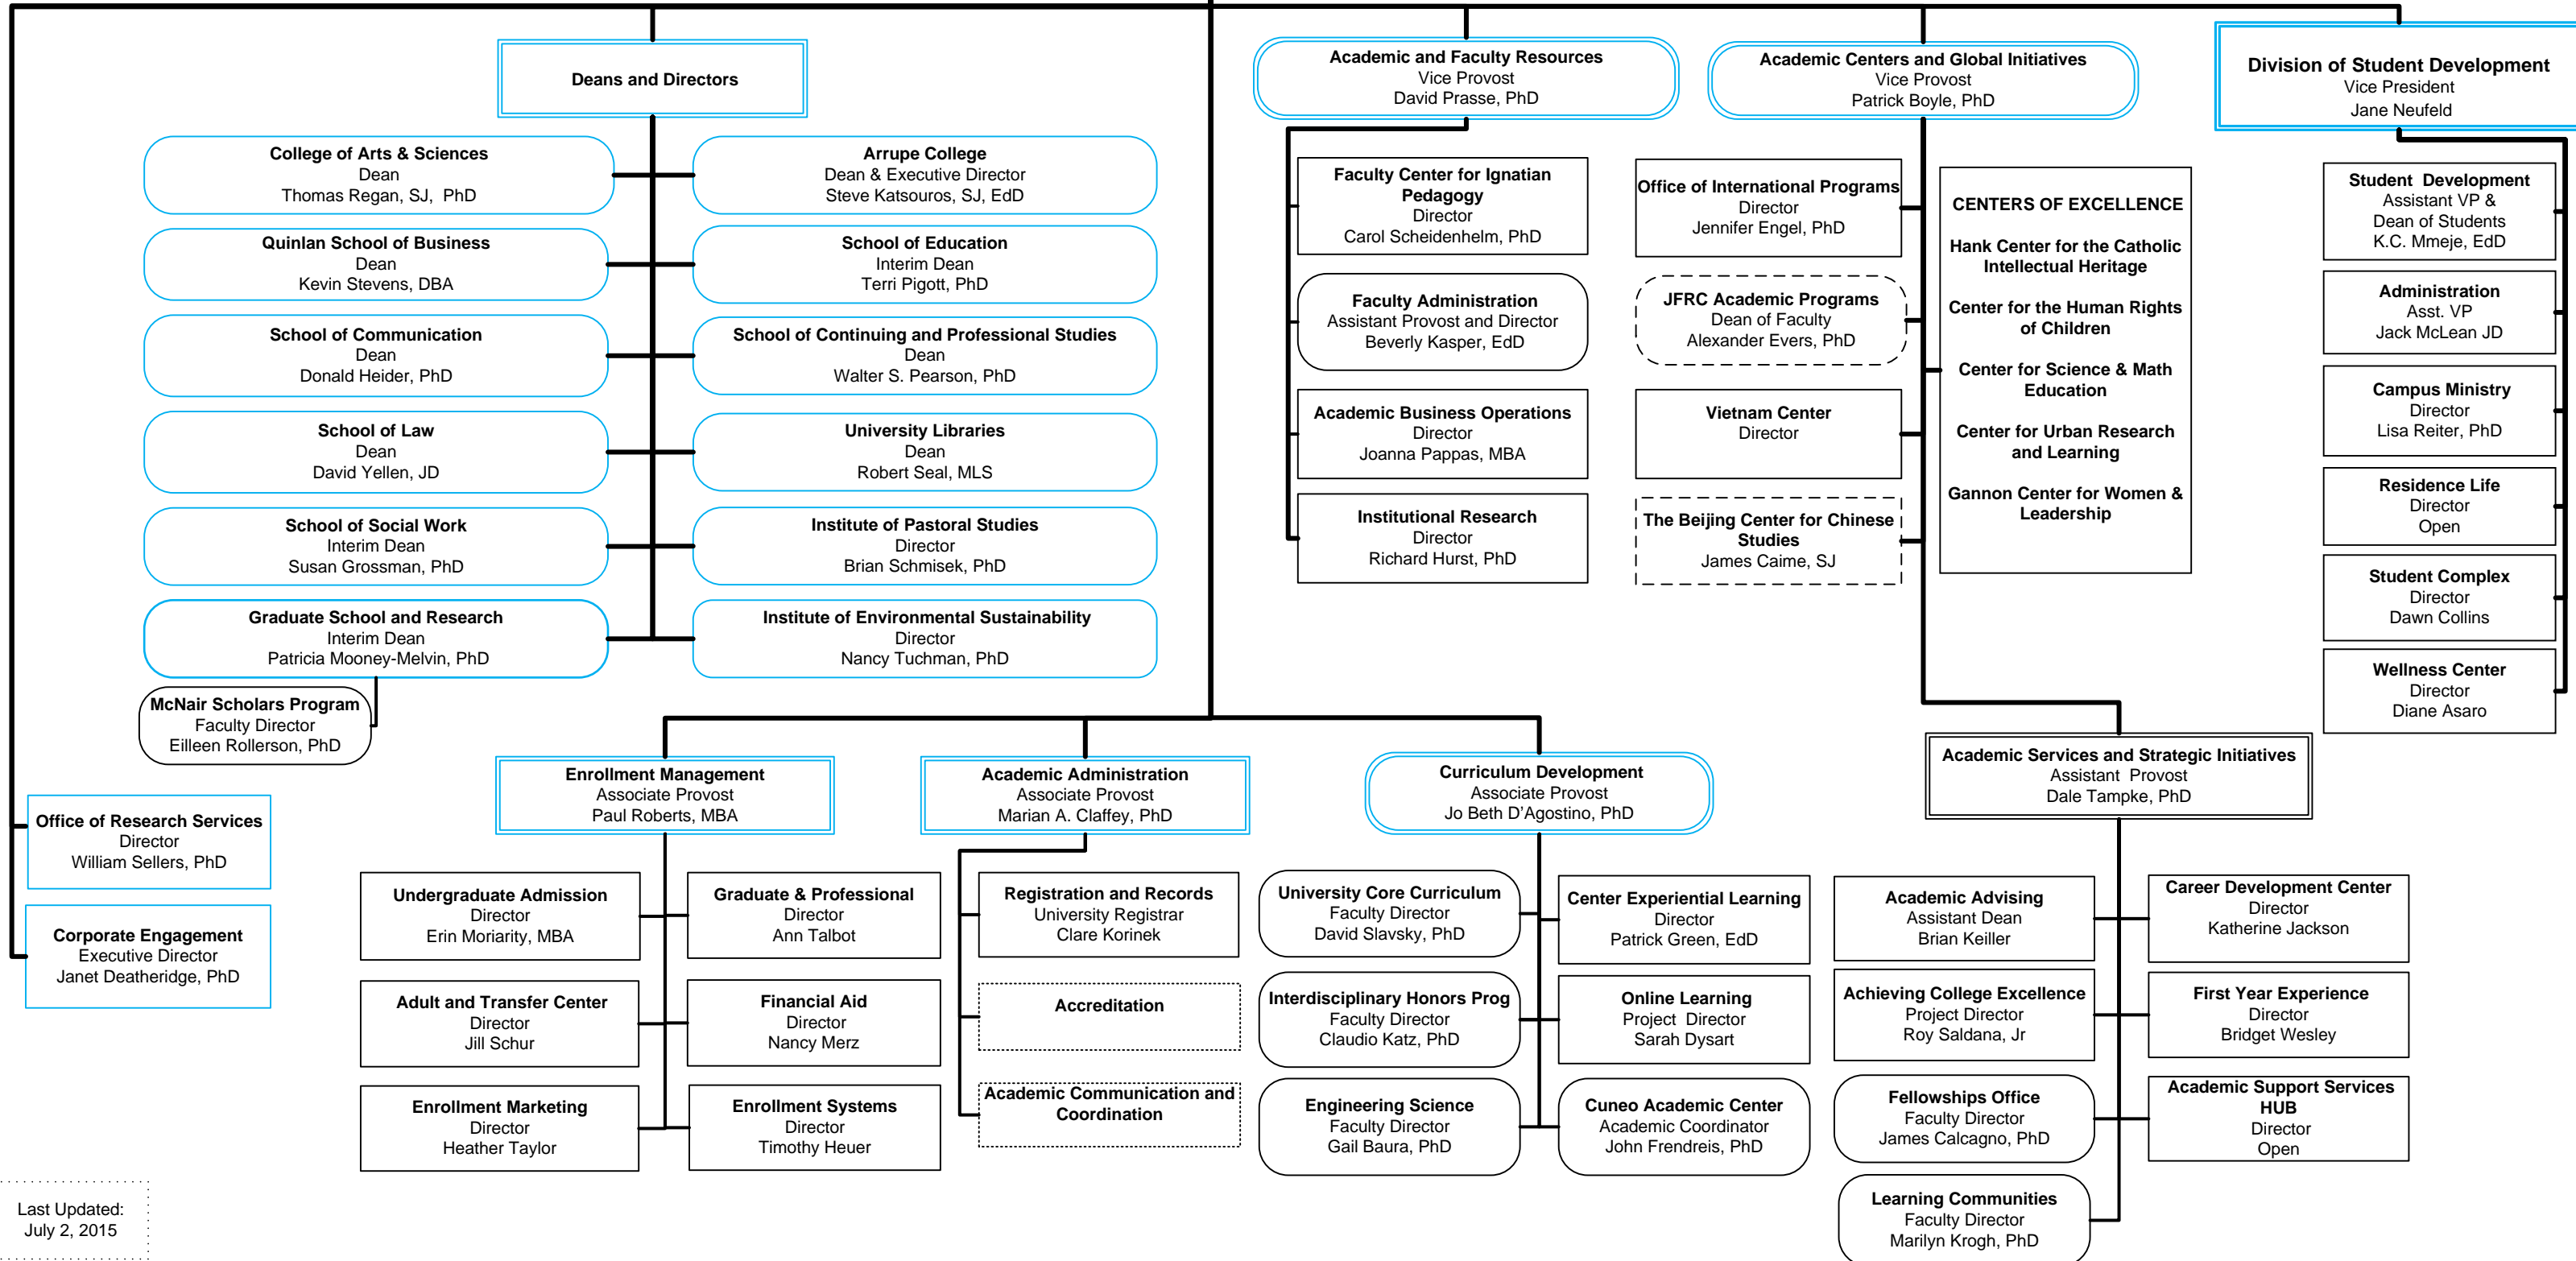 Deans and Directors
College of Arts & Sciences
Dean
Thomas Regan, SJ, PhD
Arrupe College
Dean & Executive Director
Steve Katsouros, SJ, EdD
Quinlan School of Business
Dean
Kevin Stevens, DBA
School of Education
Interim Dean
Terri Pigott, PhD
School of Communication
Dean
Donald Heider, PhD
School of Continuing and Professional Studies
Dean
Walter S. Pearson, PhD
School of Law
Dean
David Yellen, JD
University Libraries
Dean
Robert Seal, MLS
School of Social Work
Interim Dean
Susan Grossman, PhD
Institute of Pastoral Studies
Director
Brian Schmisek, PhD
Graduate School and Research
Interim Dean
Patricia Mooney-Melvin, PhD
Institute of Environmental Sustainability
Director
Nancy Tuchman, PhD
McNair Scholars Program
Faculty Director
Eilleen Rollerson, PhD
Academic and Faculty Resources
Vice Provost
David Prasse, PhD
Faculty Center for Ignatian
Pedagogy
Director
Carol Scheidenhelm, PhD
Faculty Administration
Assistant Provost and Director
Beverly Kasper, EdD
Academic Business Operations
Director
Joanna Pappas, MBA
Institutional Research
Director
Richard Hurst, PhD
Academic Centers and Global Initiatives
Vice Provost
Patrick Boyle, PhD
Office of International Programs
Director
Jennifer Engel, PhD
JFRC Academic Programs
Dean of Faculty
Alexander Evers, PhD
Vietnam Center
Director
The Beijing Center for Chinese
Studies
James Caime, SJ
CENTERS OF EXCELLENCE
Hank Center for the Catholic
Intellectual Heritage
Center for the Human Rights
of Children
Center for Science & Math
Education
Center for Urban Research
and Learning
Gannon Center for Women &
Leadership
Division of Student Development
Vice President
Jane Neufeld
Student Development
Assistant VP &
Dean of Students
K.C. Mmeje, EdD
Administration
Asst. VP
Jack McLean JD
Campus Ministry
Director
Lisa Reiter, PhD
Residence Life
Director
Open
Student Complex
Director
Dawn Collins
Wellness Center
Director
Diane Asaro
Office of Research Services
Director
William Sellers, PhD
Corporate Engagement
Executive Director
Janet Deatheridge, PhD
Enrollment Management
Associate Provost
Paul Roberts, MBA
Undergraduate Admission
Director
Erin Moriarity, MBA
Graduate & Professional
Director
Ann Talbot
Adult and Transfer Center
Director
Jill Schur
Financial Aid
Director
Nancy Merz
Enrollment Marketing
Director
Heather Taylor
Enrollment Systems
Director
Timothy Heuer
Academic Administration
Associate Provost
Marian A. Claffey, PhD
Registration and Records
University Registrar
Clare Korinek
Accreditation
Academic Communication and
Coordination
Curriculum Development
Associate Provost
Jo Beth D'Agostino, PhD
University Core Curriculum
Faculty Director
David Slavsky, PhD
Center Experiential Learning
Director
Patrick Green, EdD
Interdisciplinary Honors Prog
Faculty Director
Claudio Katz, PhD
Online Learning
Project Director
Sarah Dysart
Engineering Science
Faculty Director
Gail Baura, PhD
Cuneo Academic Center
Academic Coordinator
John Frendreis, PhD
Academic Services and Strategic Initiatives
Assistant Provost
Dale Tampke, PhD
Academic Advising
Assistant Dean
Brian Keiller
Career Development Center
Director
Katherine Jackson
Achieving College Excellence
Project Director
Roy Saldana, Jr
First Year Experience
Director
Bridget Wesley
Fellowships Office
Faculty Director
James Calcagno, PhD
Academic Support Services
HUB
Director
Open
Learning Communities
Faculty Director
Marilyn Krogh, PhD
Last Updated:
July 2, 2015